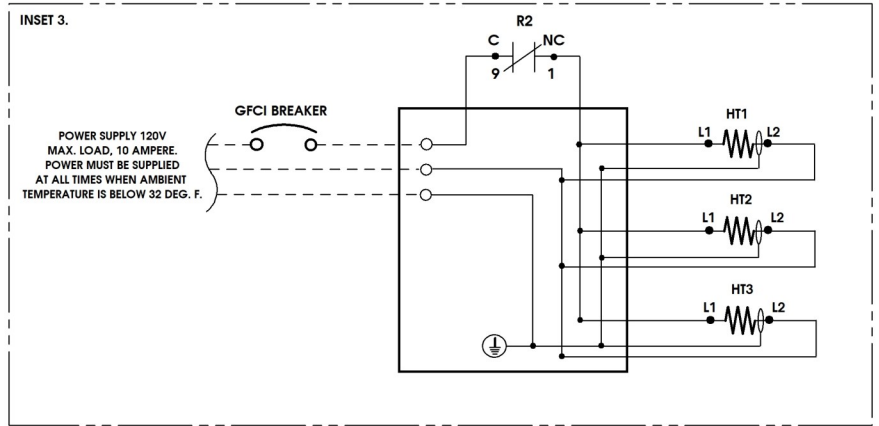 INSET 3.
R2
C
NC
9
1
GFCI BREAKER
POWER SUPPLY 120V
MAX. LOAD, 10 AMPERE.
POWER MUST BE SUPPLIED
AT ALL TIMES WHEN AMBIENT
TEMPERATURE IS BELOW 32 DEG. F.
HT1
L1
L2
HT2
L1
L2
HT3
L1
L2